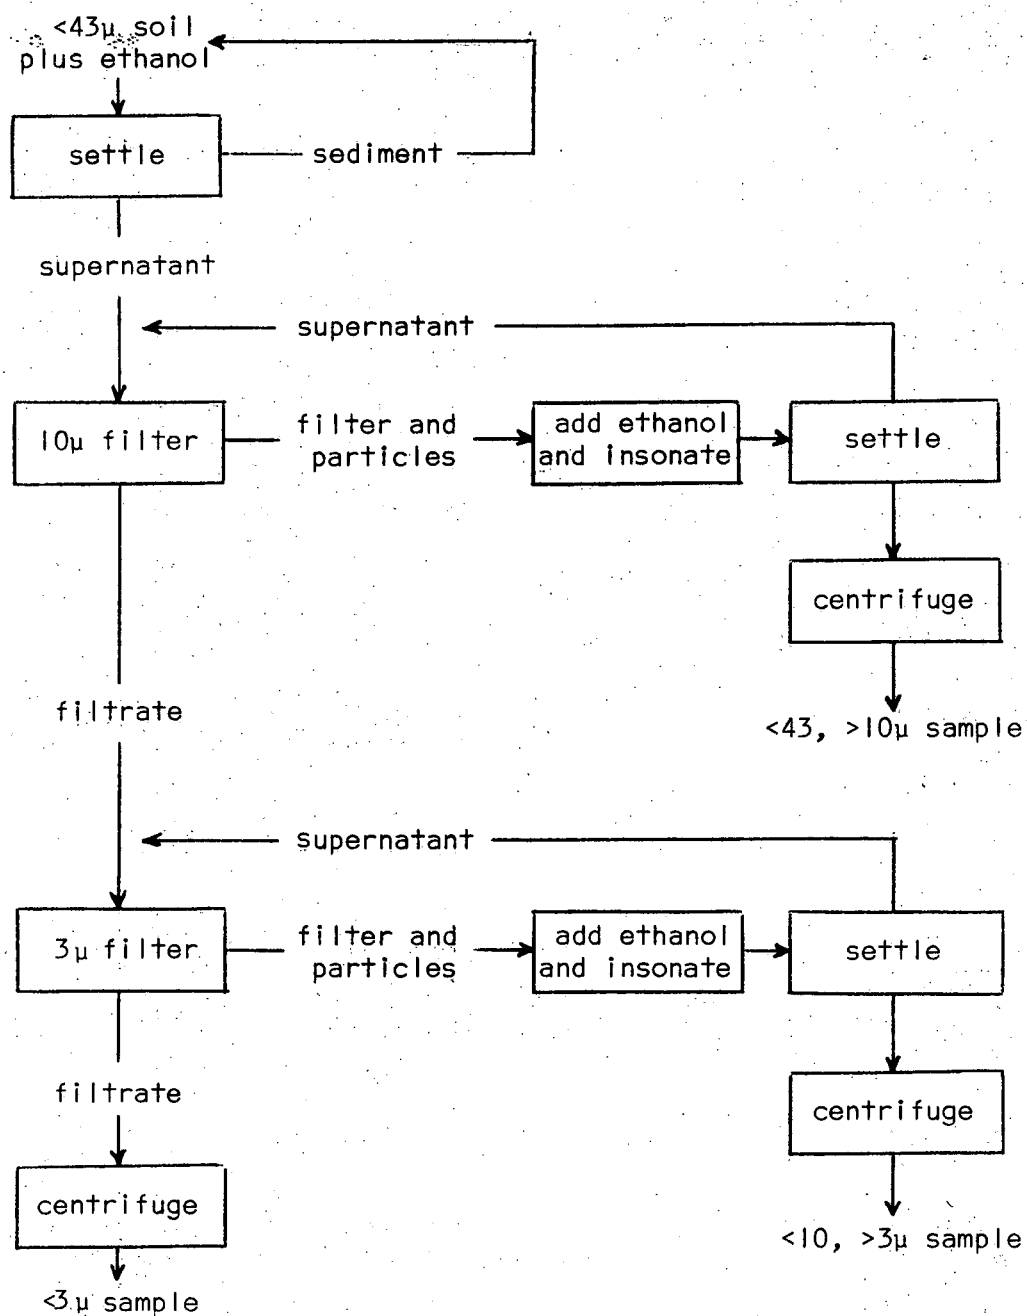 <43μ soil
plus ethanol
settle
sediment
supernatant
supernatant
10μ filter
filter and
particles
add ethanol
and insonate
settle
centrifuge
<43, >10μ sample
filtrate
supernatant
3μ filter
filter and
particles
add ethanol
and insonate
settle
centrifuge
<10, >3μ sample
filtrate
centrifuge
<3μ sample